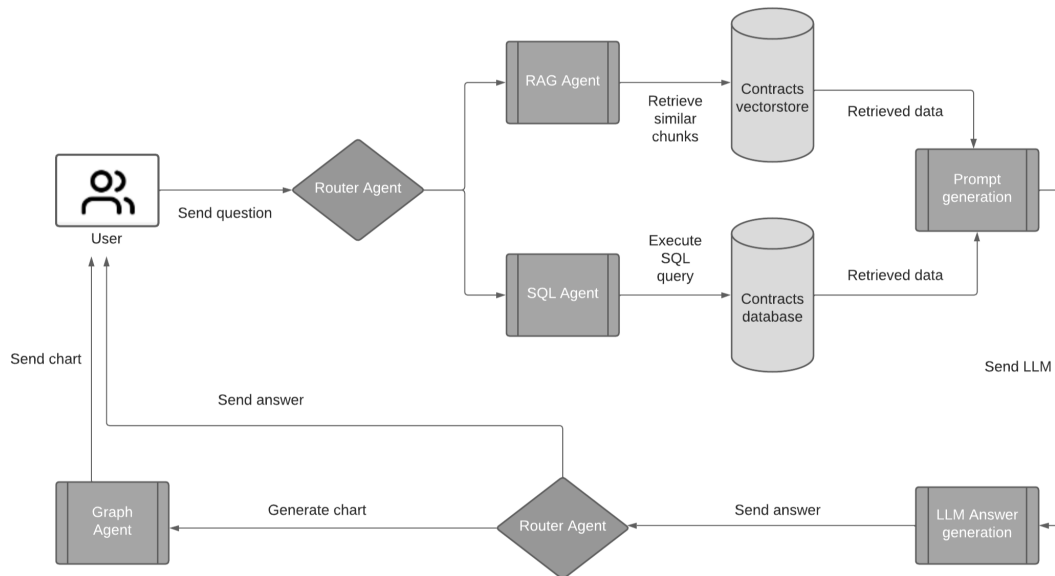 RAG Agent
Retrieve
similar
chunks
Contracts
vectorstore
Retrieved data
Prompt
generation
User
Send question
Router Agent
SQL Agent
Execute
SQL
query
Contracts
database
Retrieved data
Send LLM
Send chart
Send answer
Graph
Agent
Generate chart
Router Agent
Send answer
LLM Answer
generation